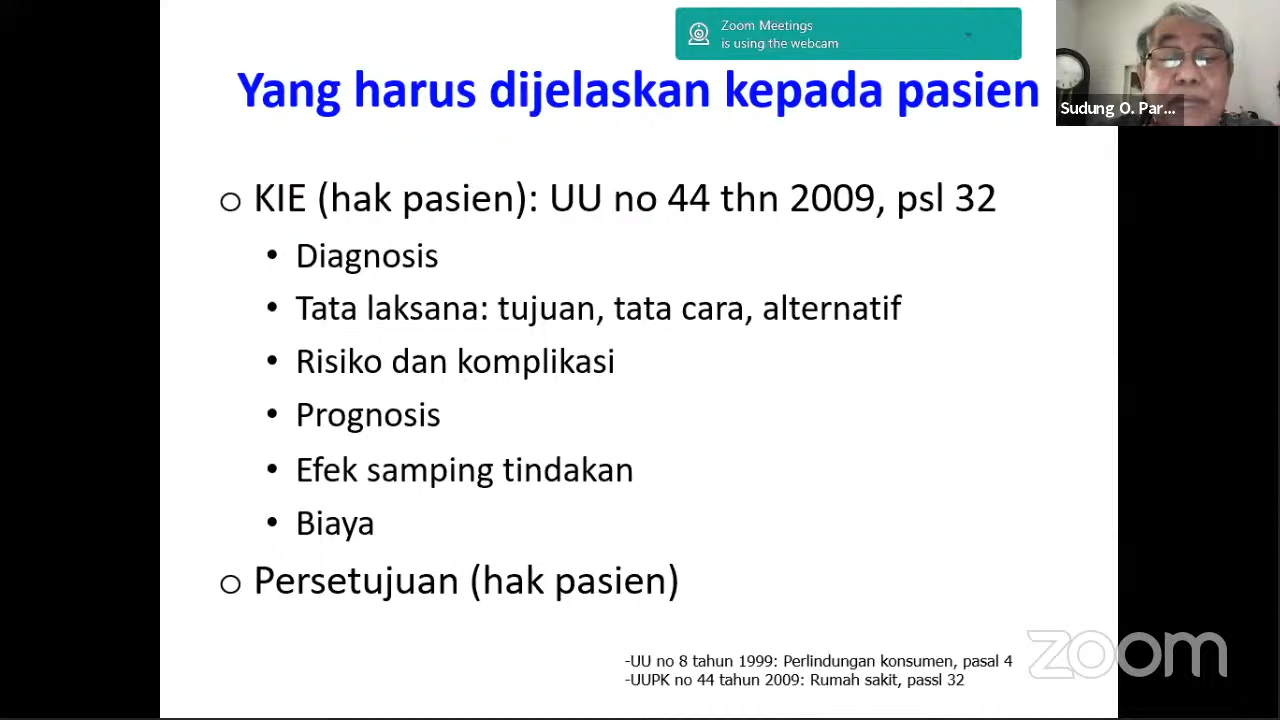 Zoom Meetings
is using the webcam
Yang harus dijelaskan kepada pasien
Sudung O. Par...
o KIE (hak pasien): UU no 44 thn 2009, psl 32
• Diagnosis
• Tata laksana: tujuan, tata cara, alternatif
• Risiko dan komplikasi
• Prognosis
• Efek samping tindakan
• Biaya
o Persetujuan (hak pasien)
-UU no 8 tahun 1999: Perlindungan konsumen, pasal 4
-UUPK no 44 tahun 2009: Rumah sakit, passl 32
zoom